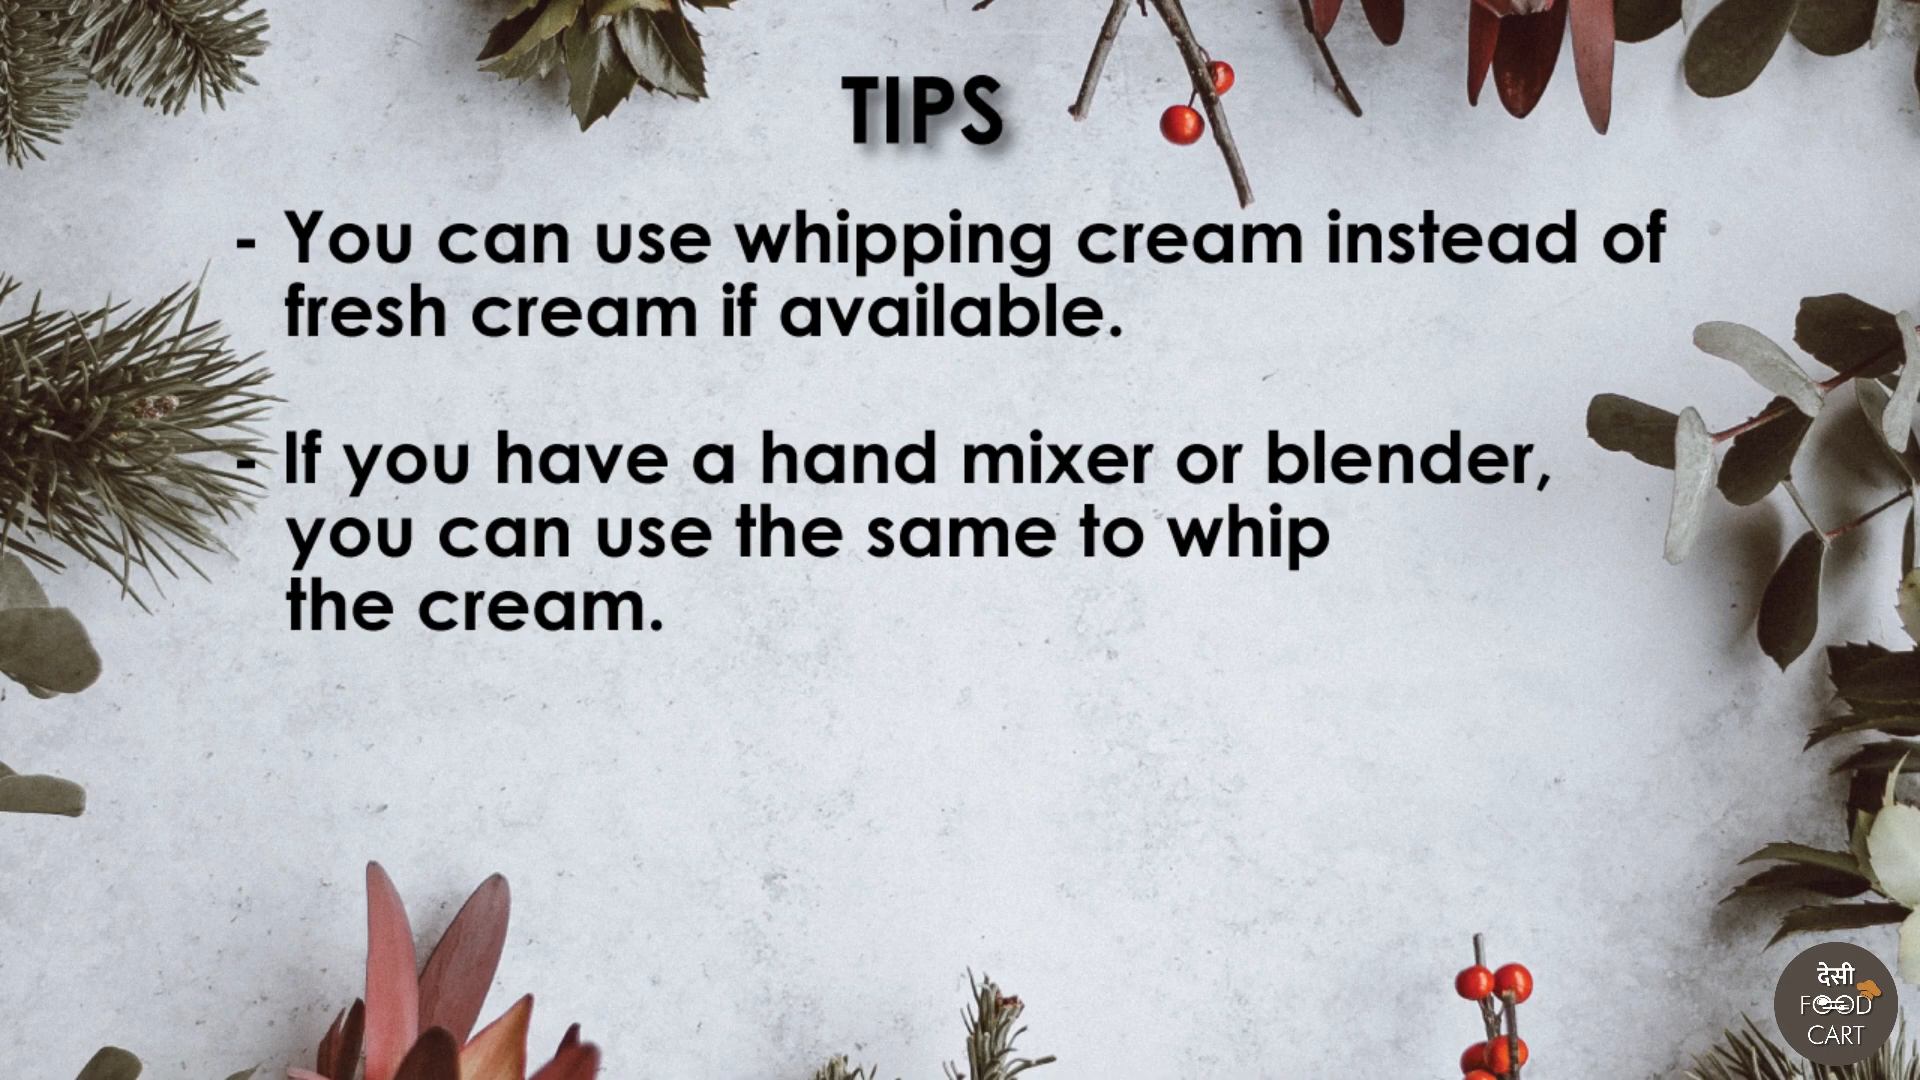 TIPS
- You can use whipping cream instead of
fresh cream if available.
- If you have a hand mixer or blender,
you can use the same to whip
the cream.
देसी
FOOD
CART